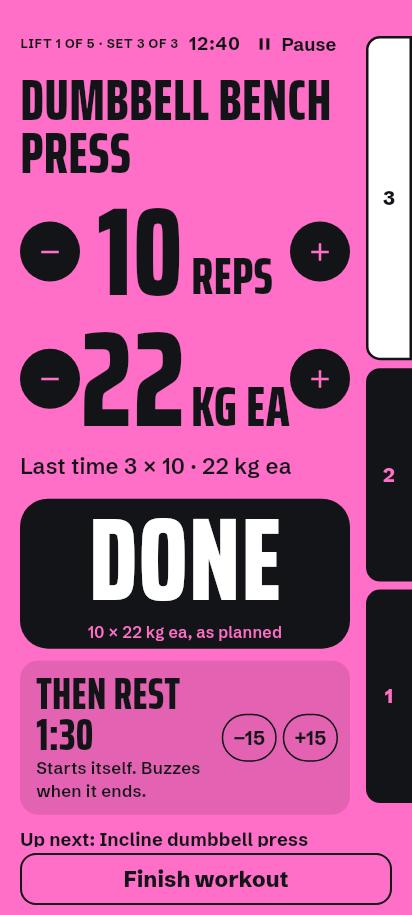 LIFT 1 OF 5 · SET 3 OF 3 12:40 Pause
DUMBBELL BENCH
PRESS
− 10 REPS +
− 22 KG EA +
Last time 3 × 10 · 22 kg ea
DONE
10 × 22 kg ea, as planned
THEN REST
1:30
−15 +15
Starts itself. Buzzes
when it ends.
Up next: Incline dumbbell press
Finish workout
3
2
1